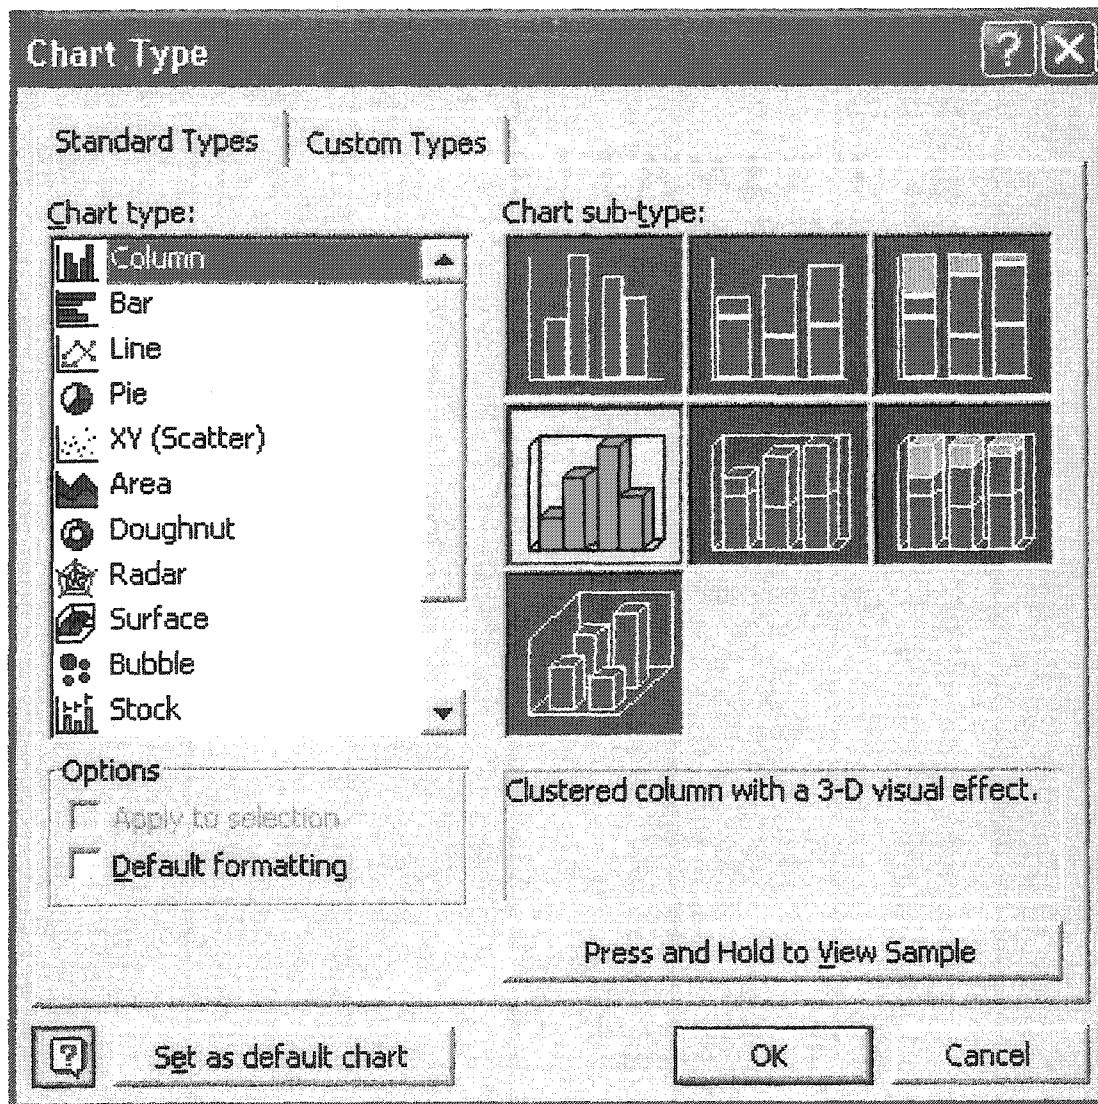 Chart Type
Standard Types
Custom Types
Chart type:
Column
Bar
Line
Pie
XY (Scatter)
Area
Doughnut
Radar
Surface
Bubble
Stock
Chart sub-type:
Options
Apply to selection
Default formatting
Clustered column with a 3-D visual effect.
Press and Hold to View Sample
Set as default chart
OK
Cancel